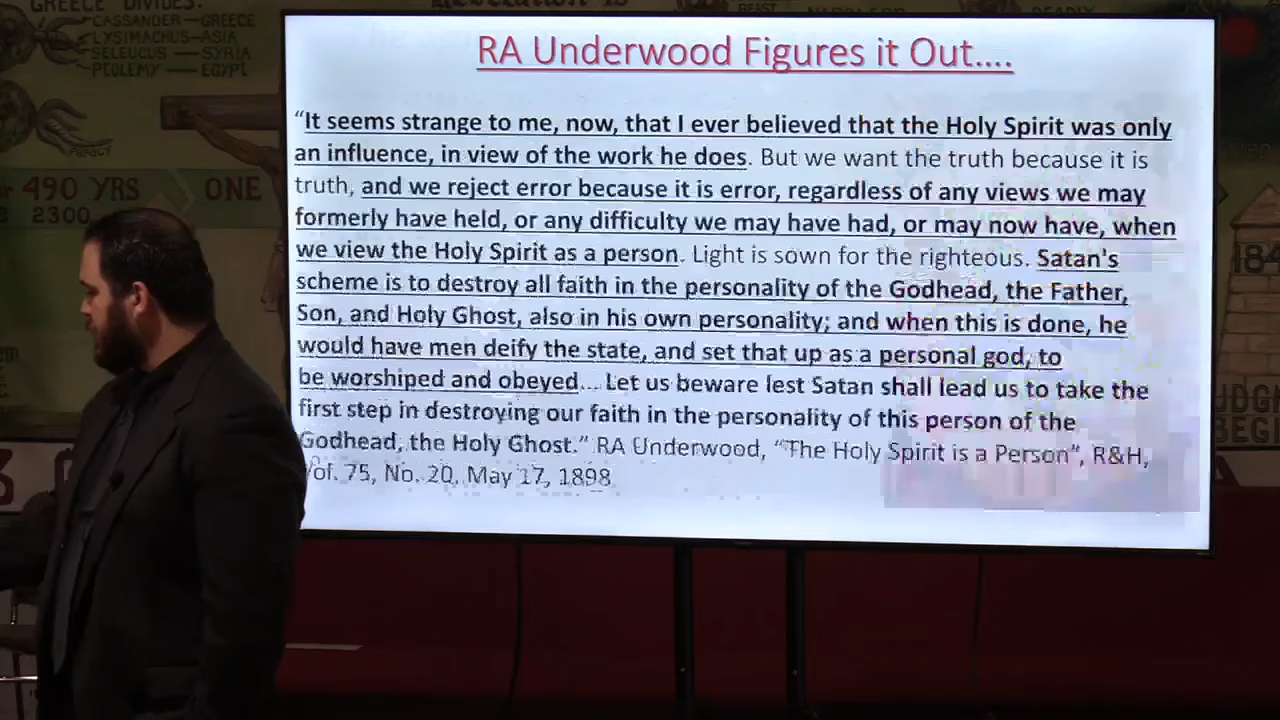 GREECE DIVIDES:
CASSANDER—GREECE
LYSIMACHUS-ASIA
SELEUCUS — SYRIA
PTOLEMY — EGYPT
490 YRS ONE
2300
184
RA Underwood Figures it Out....
“It seems strange to me, now, that I ever believed that the Holy Spirit was only
an influence, in view of the work he does. But we want the truth because it is
truth, and we reject error because it is error, regardless of any views we may
formerly have held, or any difficulty we may have had, or may now have, when
we view the Holy Spirit as a person. Light is sown for the righteous. Satan's
scheme is to destroy all faith in the personality of the Godhead, the Father,
Son, and Holy Ghost, also in his own personality; and when this is done, he
would have men deify the state, and set that up as a personal god, to
be worshiped and obeyed... Let us beware lest Satan shall lead us to take the
first step in destroying our faith in the personality of this person of the
Godhead, the Holy Ghost.” RA Underwood, “The Holy Spirit is a Person”, R&H,
Vol. 75, No. 20, May 17, 1898